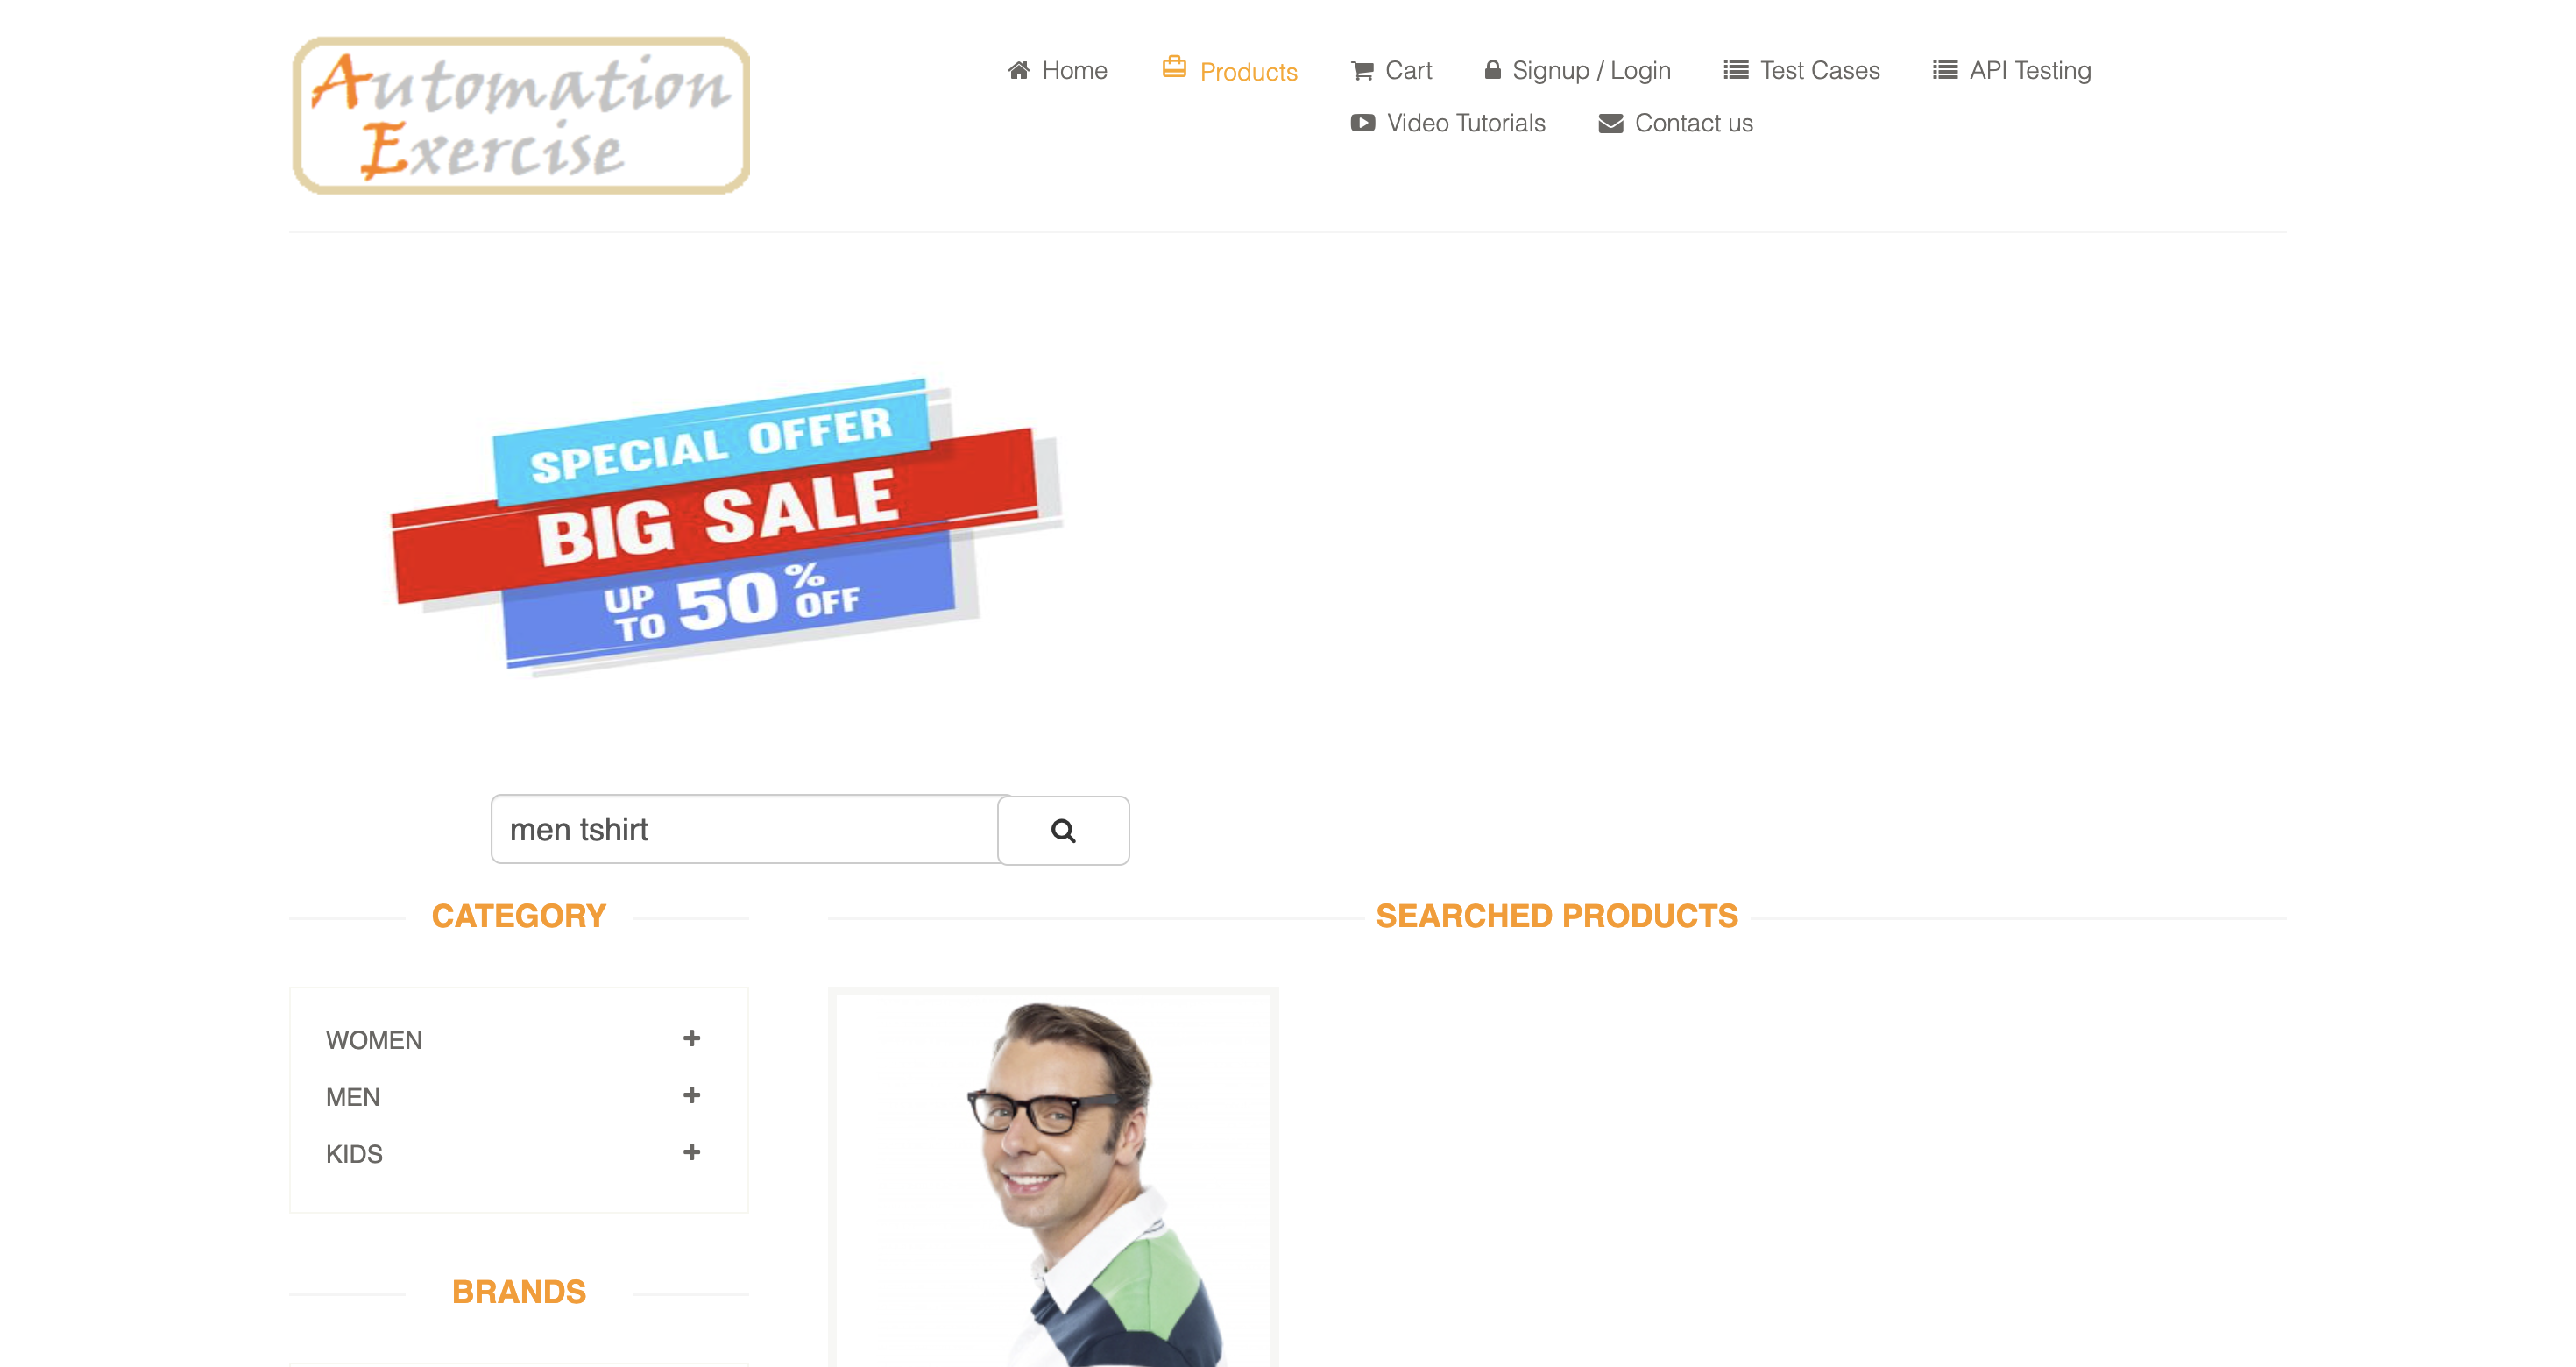 Automation
Exercise
Home
Products
Cart
Signup / Login
Test Cases
API Testing
Video Tutorials
Contact us
SPECIAL OFFER
BIG SALE
UP TO 50% OFF
men tshirt
CATEGORY
SEARCHED PRODUCTS
WOMEN
MEN
KIDS
BRANDS